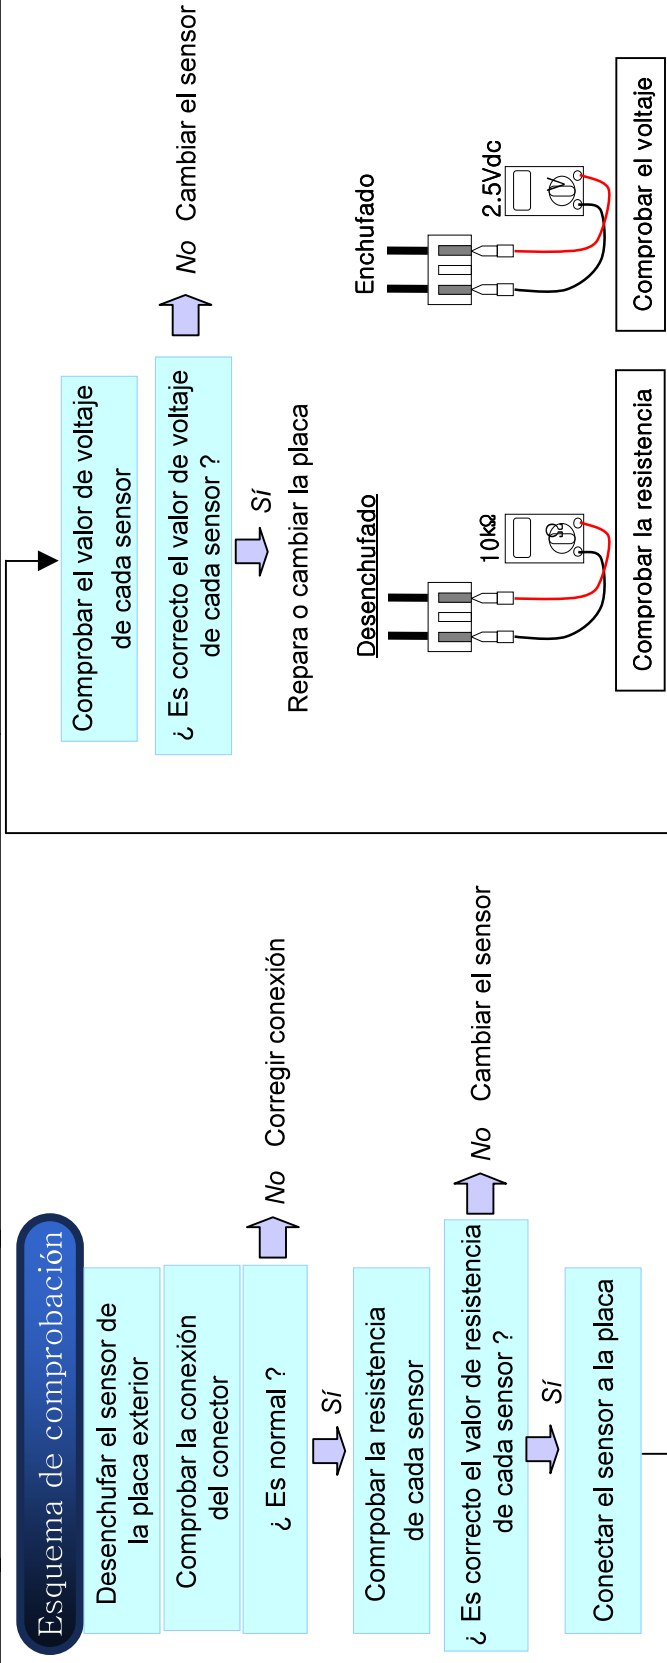 Esquema de comprobación
Desenchufar el sensor de
la placa exterior
Comprobar la conexión
del conector
¿ Es normal ?
No
Corregir conexión
Sí
Comrpobar la resistencia
de cada sensor
¿ Es correcto el valor de resistencia
de cada sensor ?
No
Cambiar el sensor
Sí
Conectar el sensor a la placa
Comprobar el valor de voltaje
de cada sensor
¿ Es correcto el valor de voltaje
de cada sensor ?
No
Cambiar el sensor
Sí
Repara o cambiar la placa
Desenchufado
10kΩ
Ω
Comprobar la resistencia
Enchufado
2.5Vdc
V
Comprobar el voltaje